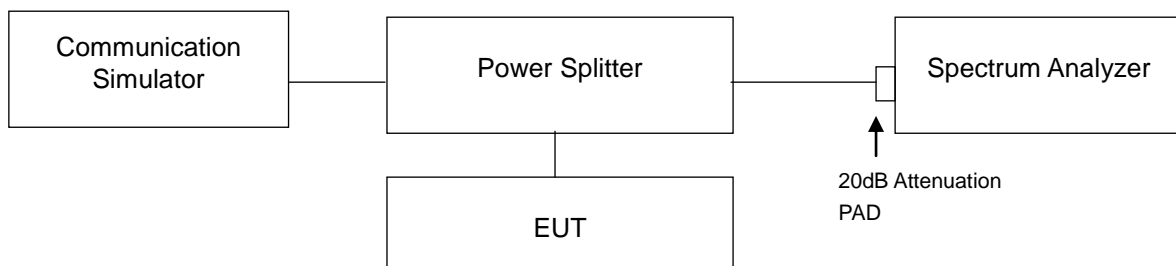 Communication
Simulator
Power Splitter
Spectrum Analyzer
20dB Attenuation
PAD
EUT